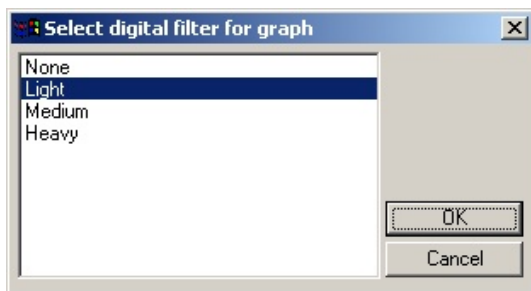 Select digital filter for graph
None
Light
Medium
Heavy
OK
Cancel